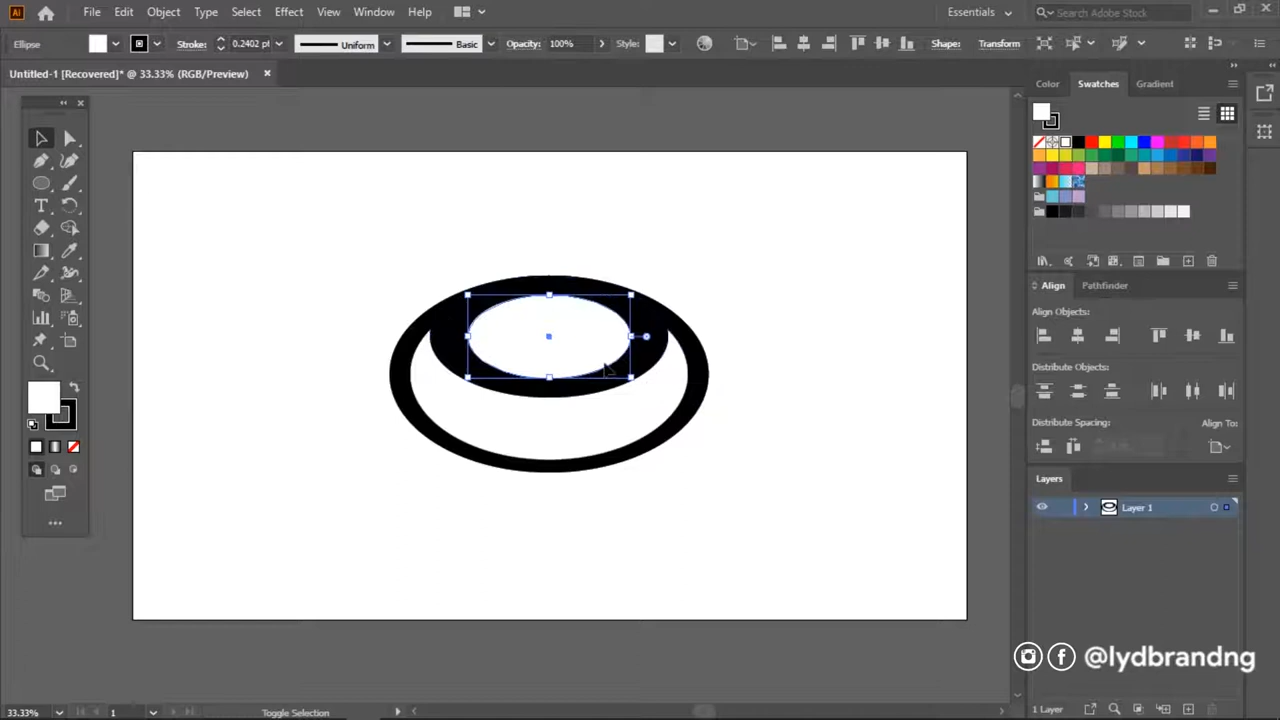 Ai File Edit Object Type Select Effect View Window Help Essentials Search Adobe Stock
Ellipse Stroke: 0.2402 pt Uniform Basic Opacity: 100% Style: Shape: Transform
Untitled-1 [Recovered]* @ 33.33% (RGB/Preview)
Color Swatches Gradient
Align Pathfinder
Align Objects:
Distribute Objects:
Distribute Spacing: Align To:
Layers
Layer 1
@lydbrandng
33.33% 1 Toggle Selection 1 Layer